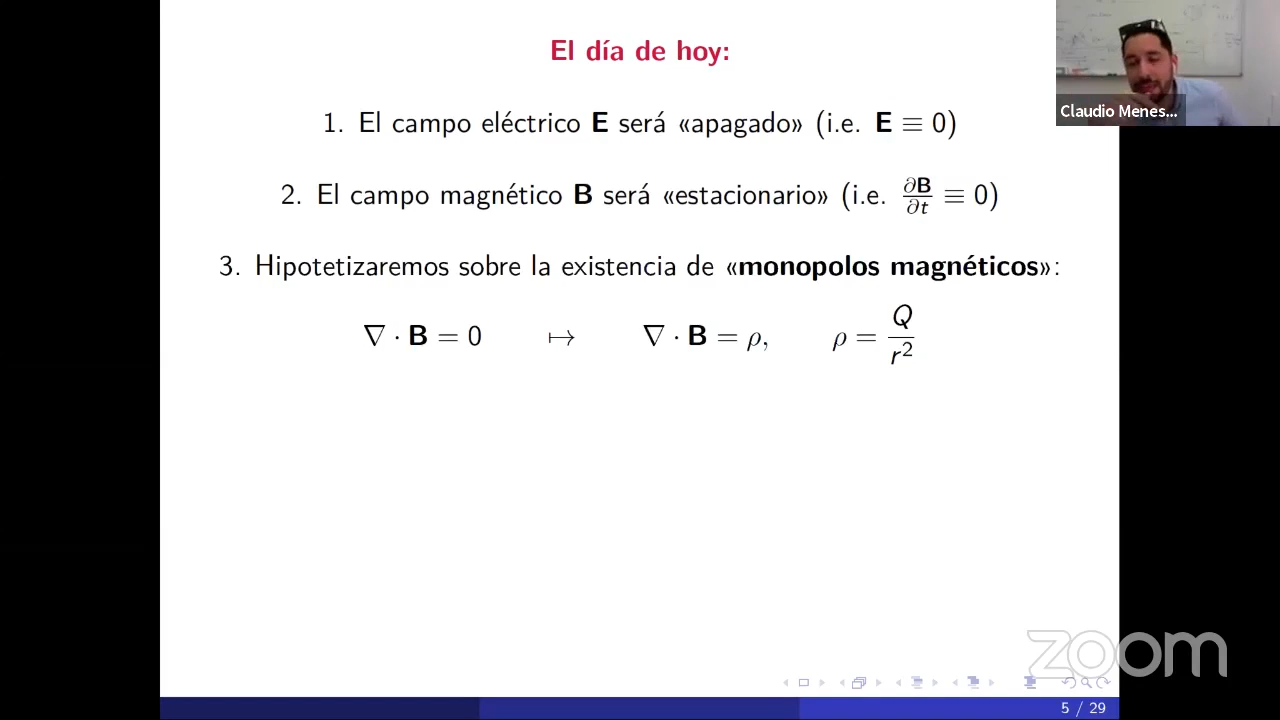 El día de hoy:
1. El campo eléctrico E será «apagado» (i.e. E ≡ 0)
2. El campo magnético B será «estacionario» (i.e. ∂B/∂t ≡ 0)
3. Hipotetizaremos sobre la existencia de «monopolos magnéticos»:
∇ · B = 0 ↦ ∇ · B = ρ, ρ = Q/r²
Claudio Menes...
zoom
5 / 29